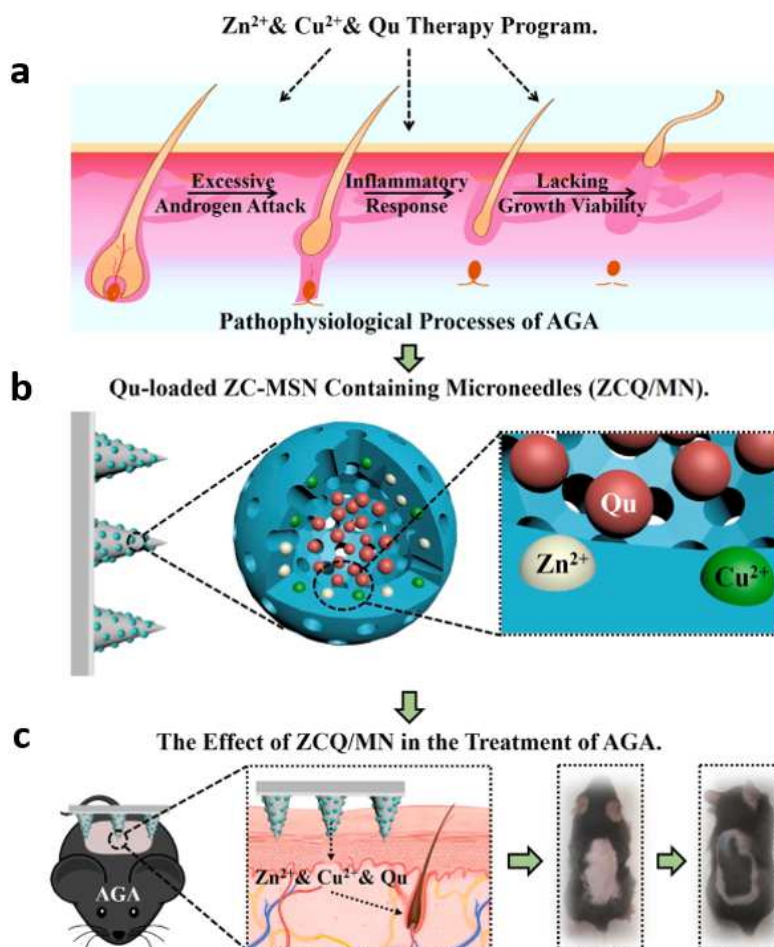 Zn²⁺& Cu²⁺& Qu Therapy Program.
a
Excessive
Androgen Attack
Inflammatory
Response
Lacking
Growth Viability
Pathophysiological Processes of AGA
b
Qu-loaded ZC-MSN Containing Microneedles (ZCQ/MN).
Qu
Zn²⁺
Cu²⁺
c
The Effect of ZCQ/MN in the Treatment of AGA.
AGA
Zn²⁺& Cu²⁺& Qu